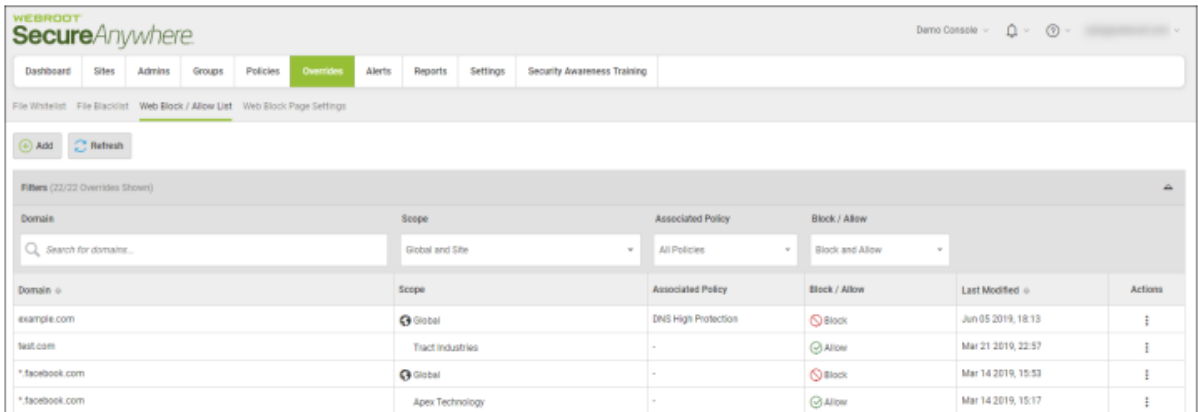 WEBROOT
SecureAnywhere
Demo Console
Dashboard Sites Admins Groups Policies Overrides Alerts Reports Settings Security Awareness Training
File Whitelist File Blacklist Web Block / Allow List Web Block Page Settings
Add Refresh
Filters (22/22 Overrides Shown)
Domain Scope Associated Policy Block / Allow
Search for domains... Global and Site All Policies Block and Allow
Domain Scope Associated Policy Block / Allow Last Modified Actions
example.com Global DNS High Protection Block Jun 05 2019, 18:13
test.com Tract Industries - Allow Mar 21 2019, 22:57
*.facebook.com Global - Block Mar 14 2019, 15:53
*.facebook.com Apex Technology - Allow Mar 14 2019, 15:17